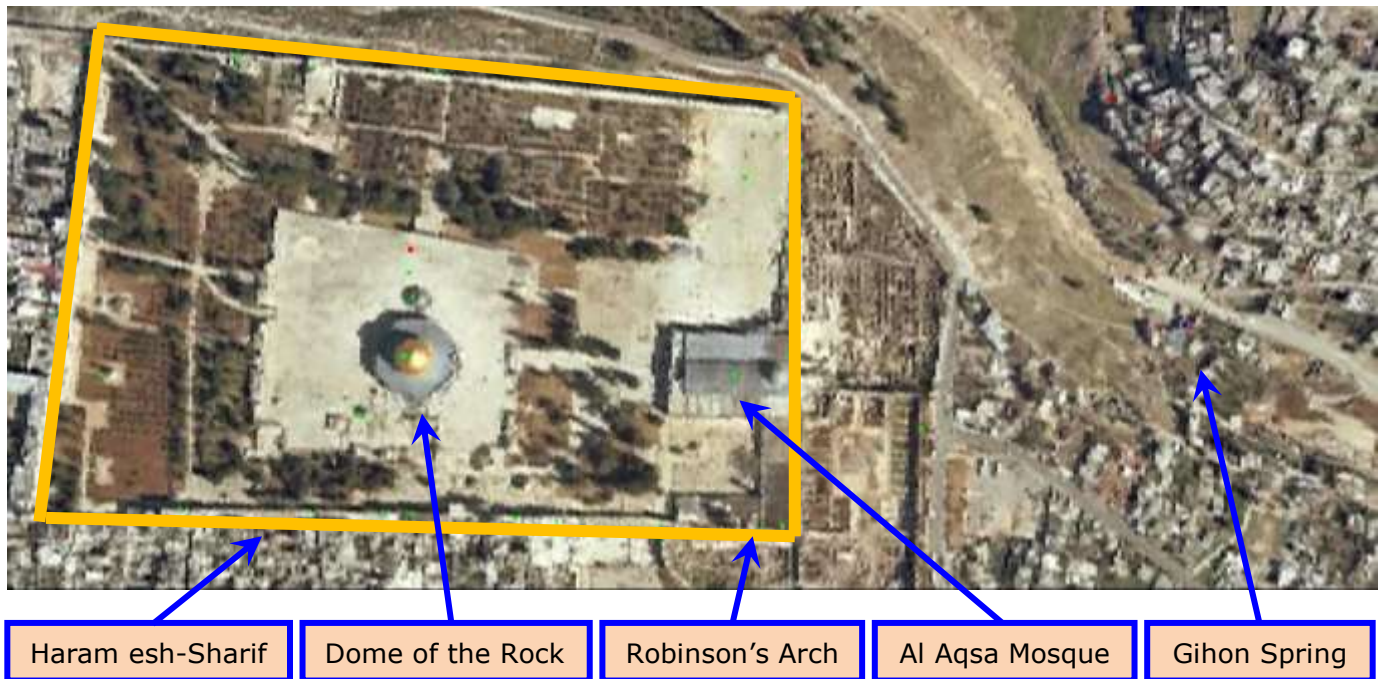 Haram esh-Sharif
Dome of the Rock
Robinson's Arch
Al Aqsa Mosque
Gihon Spring